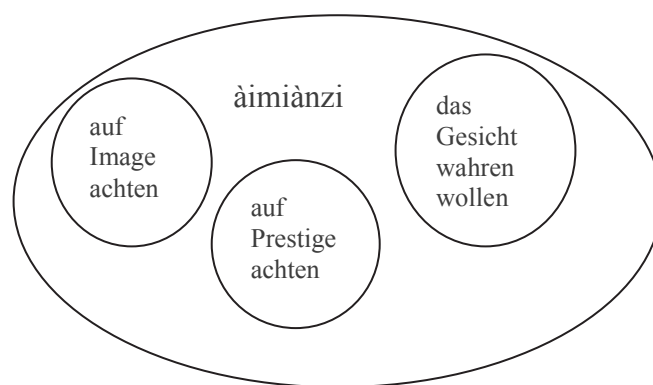 àimiànzi
auf
Image
achten
auf
Prestige
achten
das
Gesicht
wahren
wollen